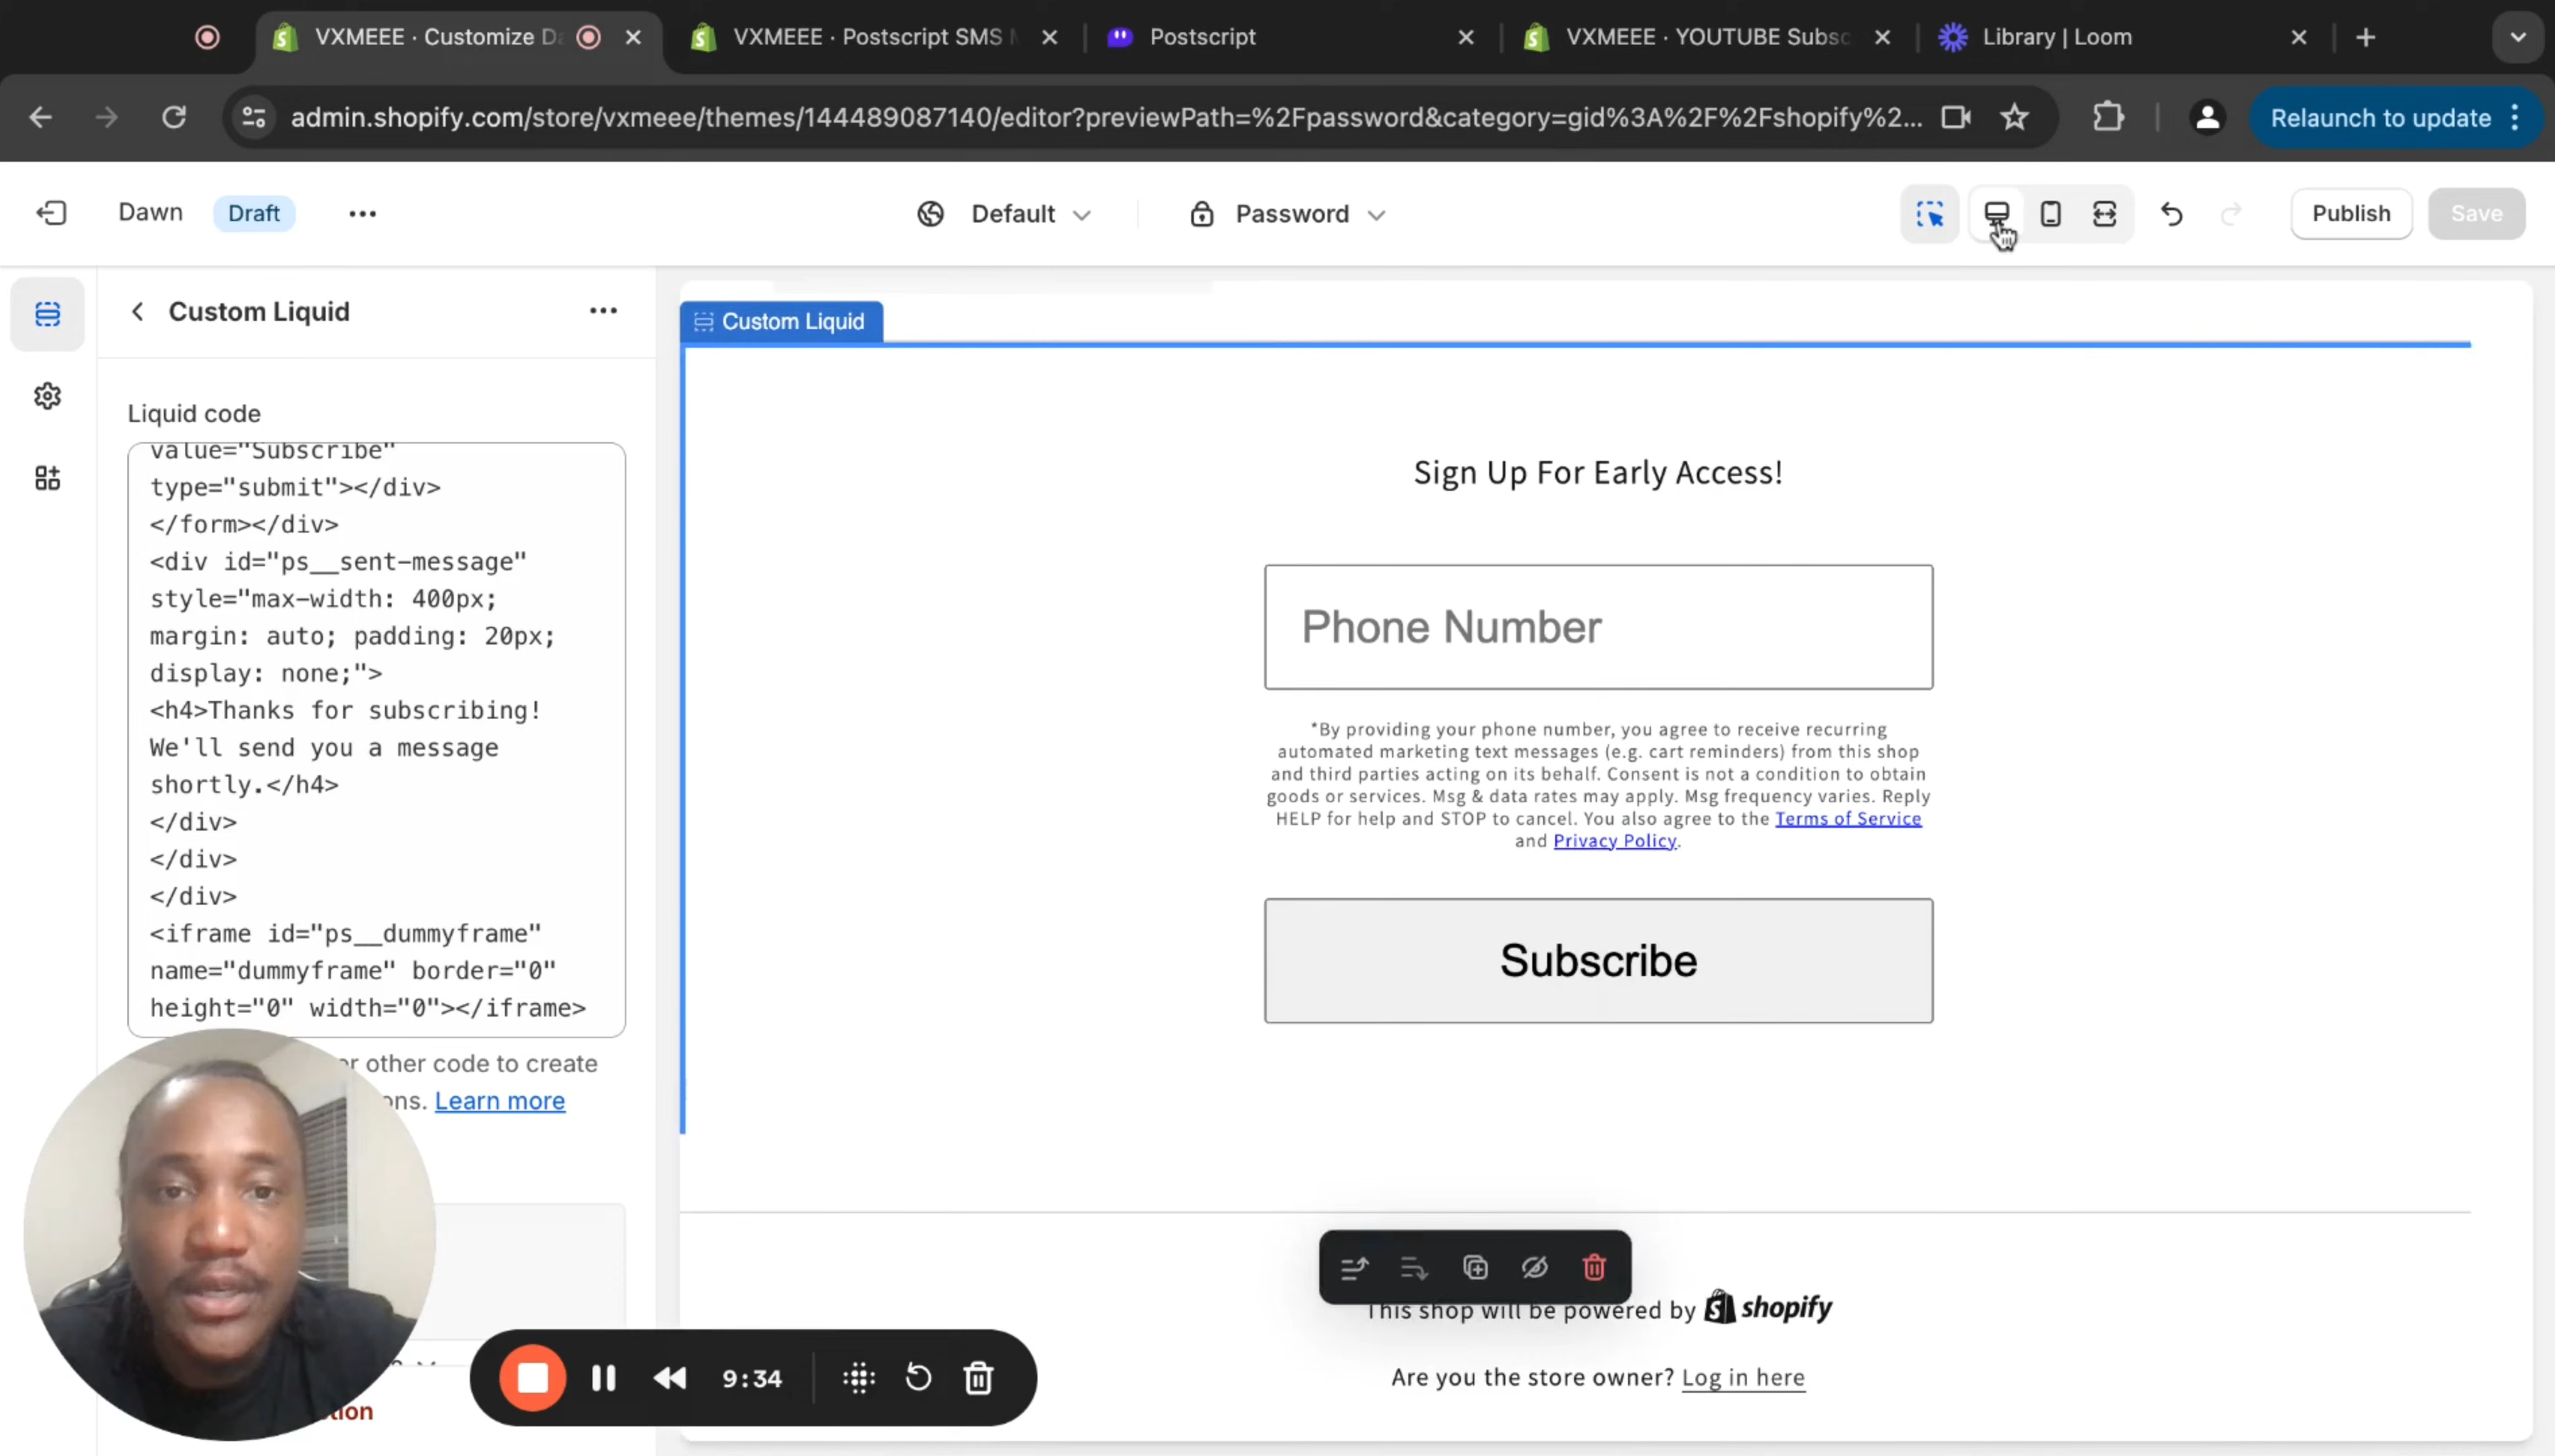 VXMEEE · Customize Da
VXMEEE · Postscript SMS M
Postscript
VXMEEE · YOUTUBE Subsc
Library | Loom
admin.shopify.com/store/vxmeee/themes/144489087140/editor?previewPath=%2Fpassword&category=gid%3A%2F%2Fshopify%2...
Relaunch to update
Dawn
Draft
Default
Password
Publish
Save
Custom Liquid
Liquid code
value="Subscribe"
type="submit"></div>
</form></div>
<div id="ps__sent-message"
style="max-width: 400px;
margin: auto; padding: 20px;
display: none;">
<h4>Thanks for subscribing!
We'll send you a message
shortly.</h4>
</div>
</div>
</div>
<iframe id="ps__dummyframe"
name="dummyframe" border="0"
height="0" width="0"></iframe>
or other code to create
ons. Learn more
tion
9:34
Custom Liquid
Sign Up For Early Access!
Phone Number
*By providing your phone number, you agree to receive recurring
automated marketing text messages (e.g. cart reminders) from this shop
and third parties acting on its behalf. Consent is not a condition to obtain
goods or services. Msg & data rates may apply. Msg frequency varies. Reply
HELP for help and STOP to cancel. You also agree to the Terms of Service
and Privacy Policy.
Subscribe
This shop will be powered by shopify
Are you the store owner? Log in here